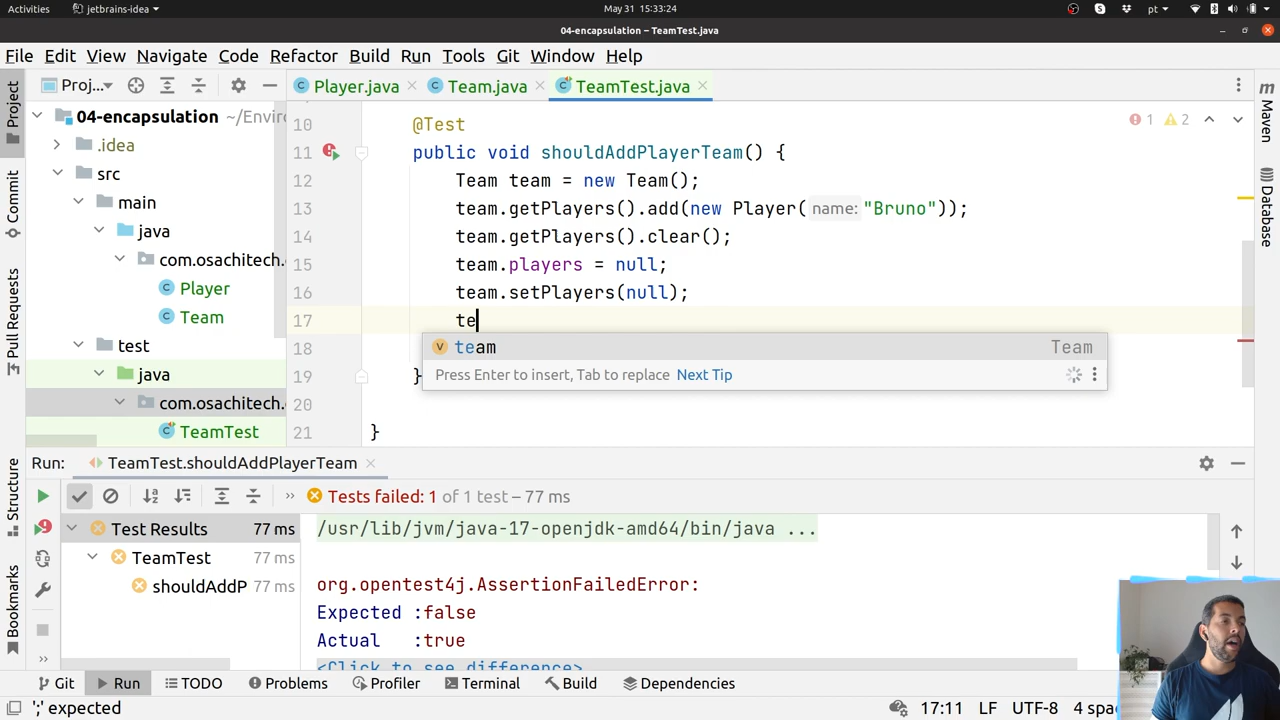 Activities jetbrains-idea May 31 15:33:24 pt
04-encapsulation – TeamTest.java
File Edit View Navigate Code Refactor Build Run Tools Git Window Help
Proj... Player.java Team.java TeamTest.java
Project
Commit
Pull Requests
Structure
Bookmarks
Maven
Database
04-encapsulation ~/Enviro
.idea
src
main
java
com.osachitech.
Player
Team
test
java
com.osachitech.
TeamTest
1 2
10 @Test
11 public void shouldAddPlayerTeam() {
12 Team team = new Team();
13 team.getPlayers().add(new Player( name: "Bruno"));
14 team.getPlayers().clear();
15 team.players = null;
16 team.setPlayers(null);
17 te
18
19 }
20
21 }
team Team
Press Enter to insert, Tab to replace Next Tip
Run: TeamTest.shouldAddPlayerTeam
Tests failed: 1 of 1 test – 77 ms
Test Results 77 ms
TeamTest 77 ms
shouldAddP 77 ms
/usr/lib/jvm/java-17-openjdk-amd64/bin/java ...
org.opentest4j.AssertionFailedError:
Expected :false
Actual :true
<Click to see difference>
Git Run TODO Problems Profiler Terminal Build Dependencies
';' expected 17:11 LF UTF-8 4 spac